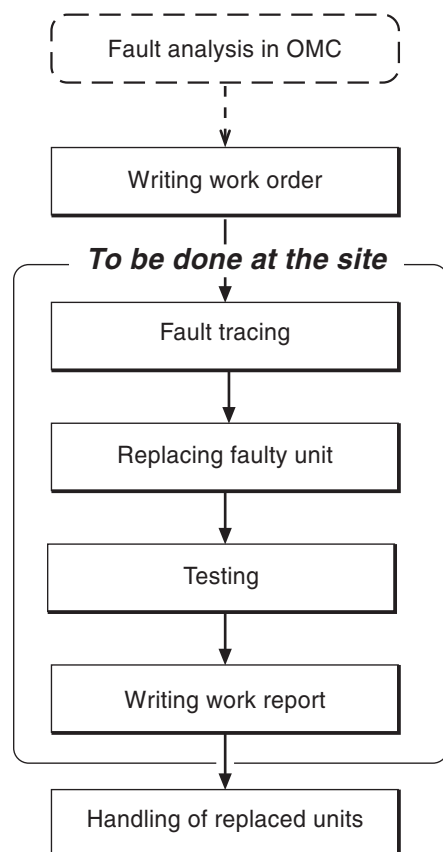 Fault analysis in OMC
Writing work order
To be done at the site
Fault tracing
Replacing faulty unit
Testing
Writing work report
Handling of replaced units